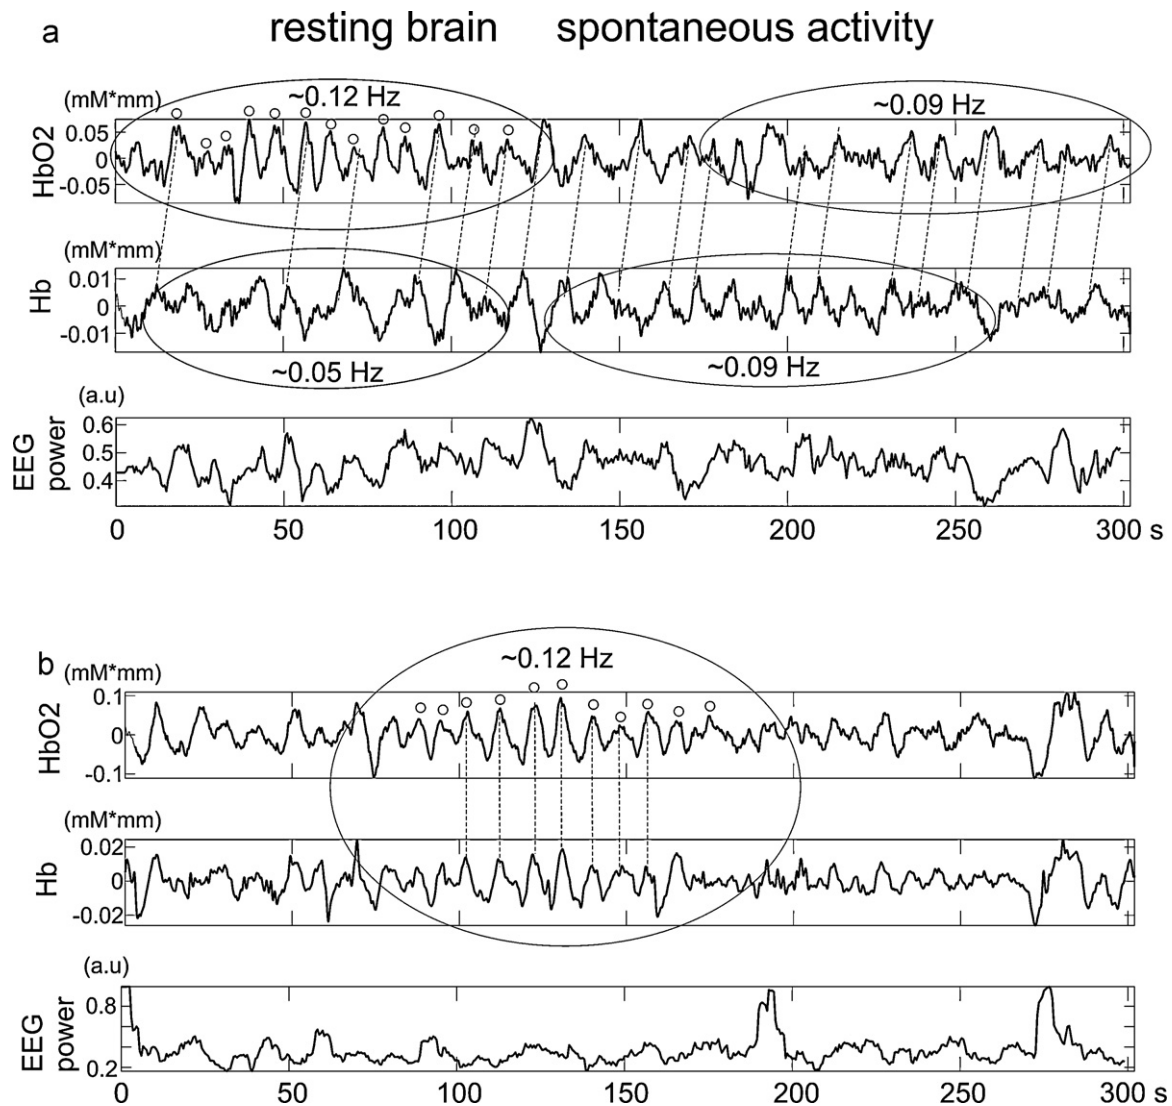 a
resting brain spontaneous activity
(mM*mm)
~0.12 Hz
~0.09 Hz
HbO2
0.05
0
-0.05
(mM*mm)
Hb
0.01
0
-0.01
~0.05 Hz
~0.09 Hz
(a.u)
EEG
power
0.6
0.5
0.4
0 50 100 150 200 250 300 s
b
(mM*mm)
~0.12 Hz
HbO2
0.1
0
-0.1
(mM*mm)
Hb
0.02
0
-0.02
(a.u)
EEG
power
0.8
0.2
0 50 100 150 200 250 300 s